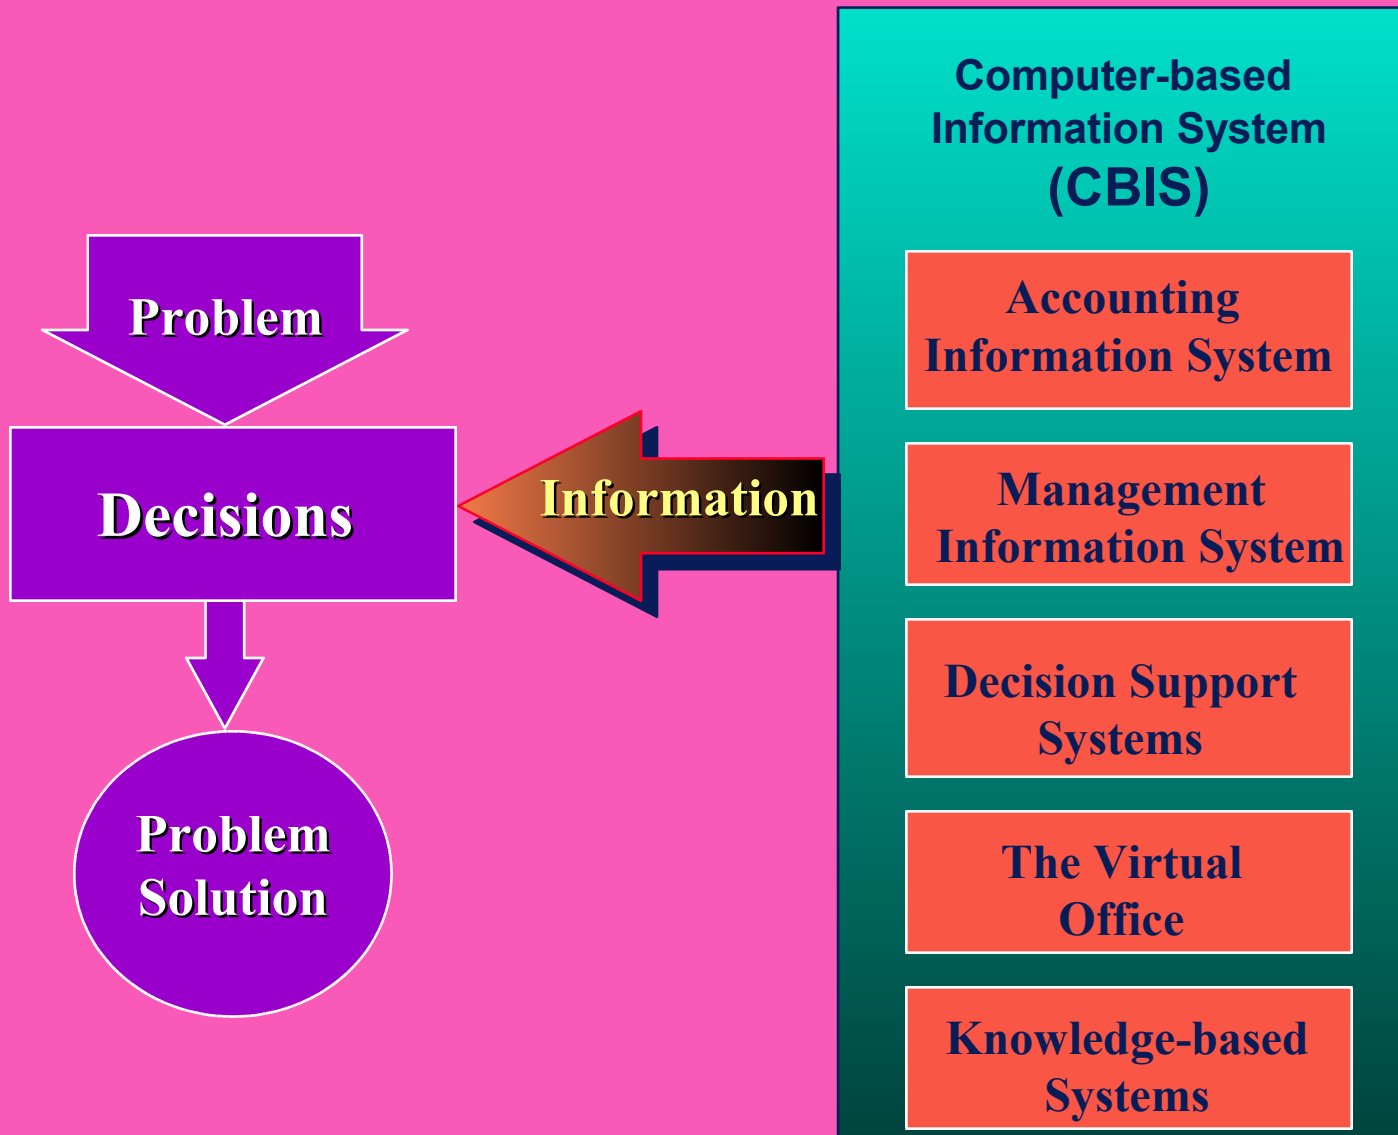 Computer-based
Information System
(CBIS)
Problem
Decisions
Information
Problem
Solution
Accounting
Information System
Management
Information System
Decision Support
Systems
The Virtual
Office
Knowledge-based
Systems